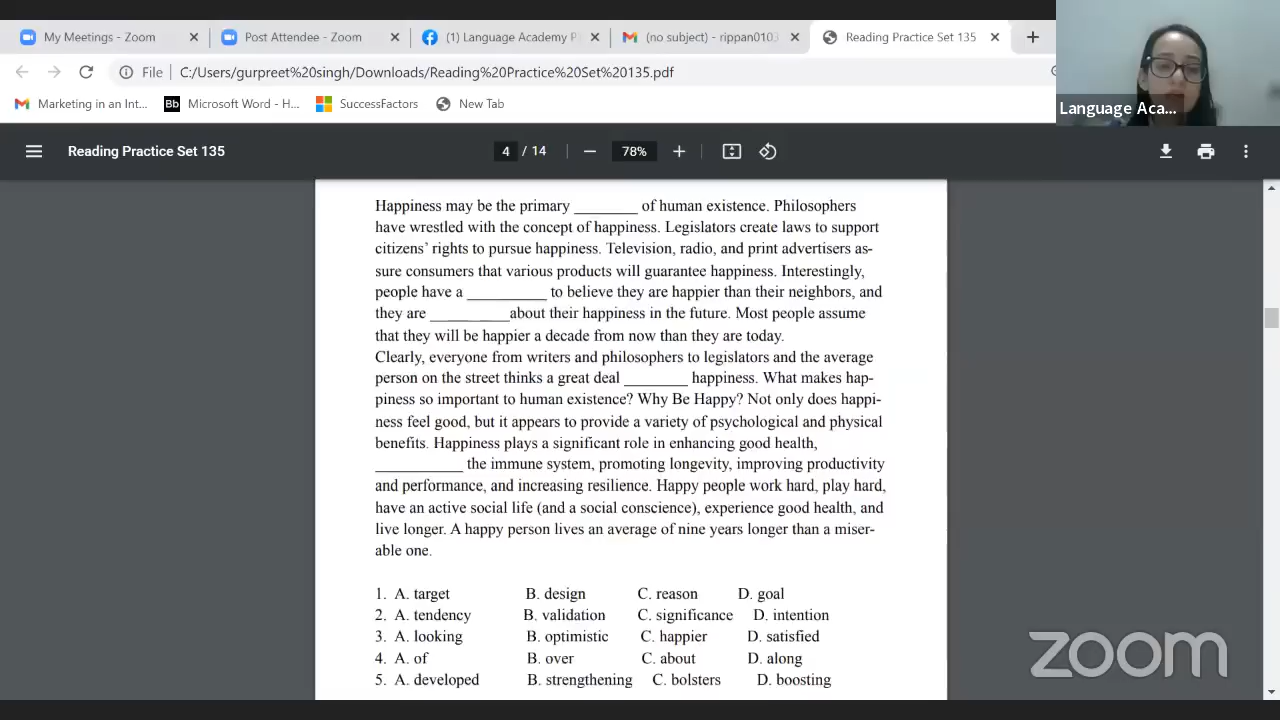 My Meetings - Zoom
Post Attendee - Zoom
(1) Language Academy P
(no subject) - rippan0103
Reading Practice Set 135
File C:/Users/gurpreet%20singh/Downloads/Reading%20Practice%20Set%20135.pdf
Marketing in an Int...
Bb Microsoft Word - H...
SuccessFactors
New Tab
Language Aca...
Reading Practice Set 135
4 / 14
78%
Happiness may be the primary ________ of human existence. Philosophers
have wrestled with the concept of happiness. Legislators create laws to support
citizens’ rights to pursue happiness. Television, radio, and print advertisers as-
sure consumers that various products will guarantee happiness. Interestingly,
people have a __________ to believe they are happier than their neighbors, and
they are __________about their happiness in the future. Most people assume
that they will be happier a decade from now than they are today.
Clearly, everyone from writers and philosophers to legislators and the average
person on the street thinks a great deal ________ happiness. What makes hap-
piness so important to human existence? Why Be Happy? Not only does happi-
ness feel good, but it appears to provide a variety of psychological and physical
benefits. Happiness plays a significant role in enhancing good health,
___________ the immune system, promoting longevity, improving productivity
and performance, and increasing resilience. Happy people work hard, play hard,
have an active social life (and a social conscience), experience good health, and
live longer. A happy person lives an average of nine years longer than a miser-
able one.
1. A. target B. design C. reason D. goal
2. A. tendency B. validation C. significance D. intention
3. A. looking B. optimistic C. happier D. satisfied
4. A. of B. over C. about D. along
5. A. developed B. strengthening C. bolsters D. boosting
zoom